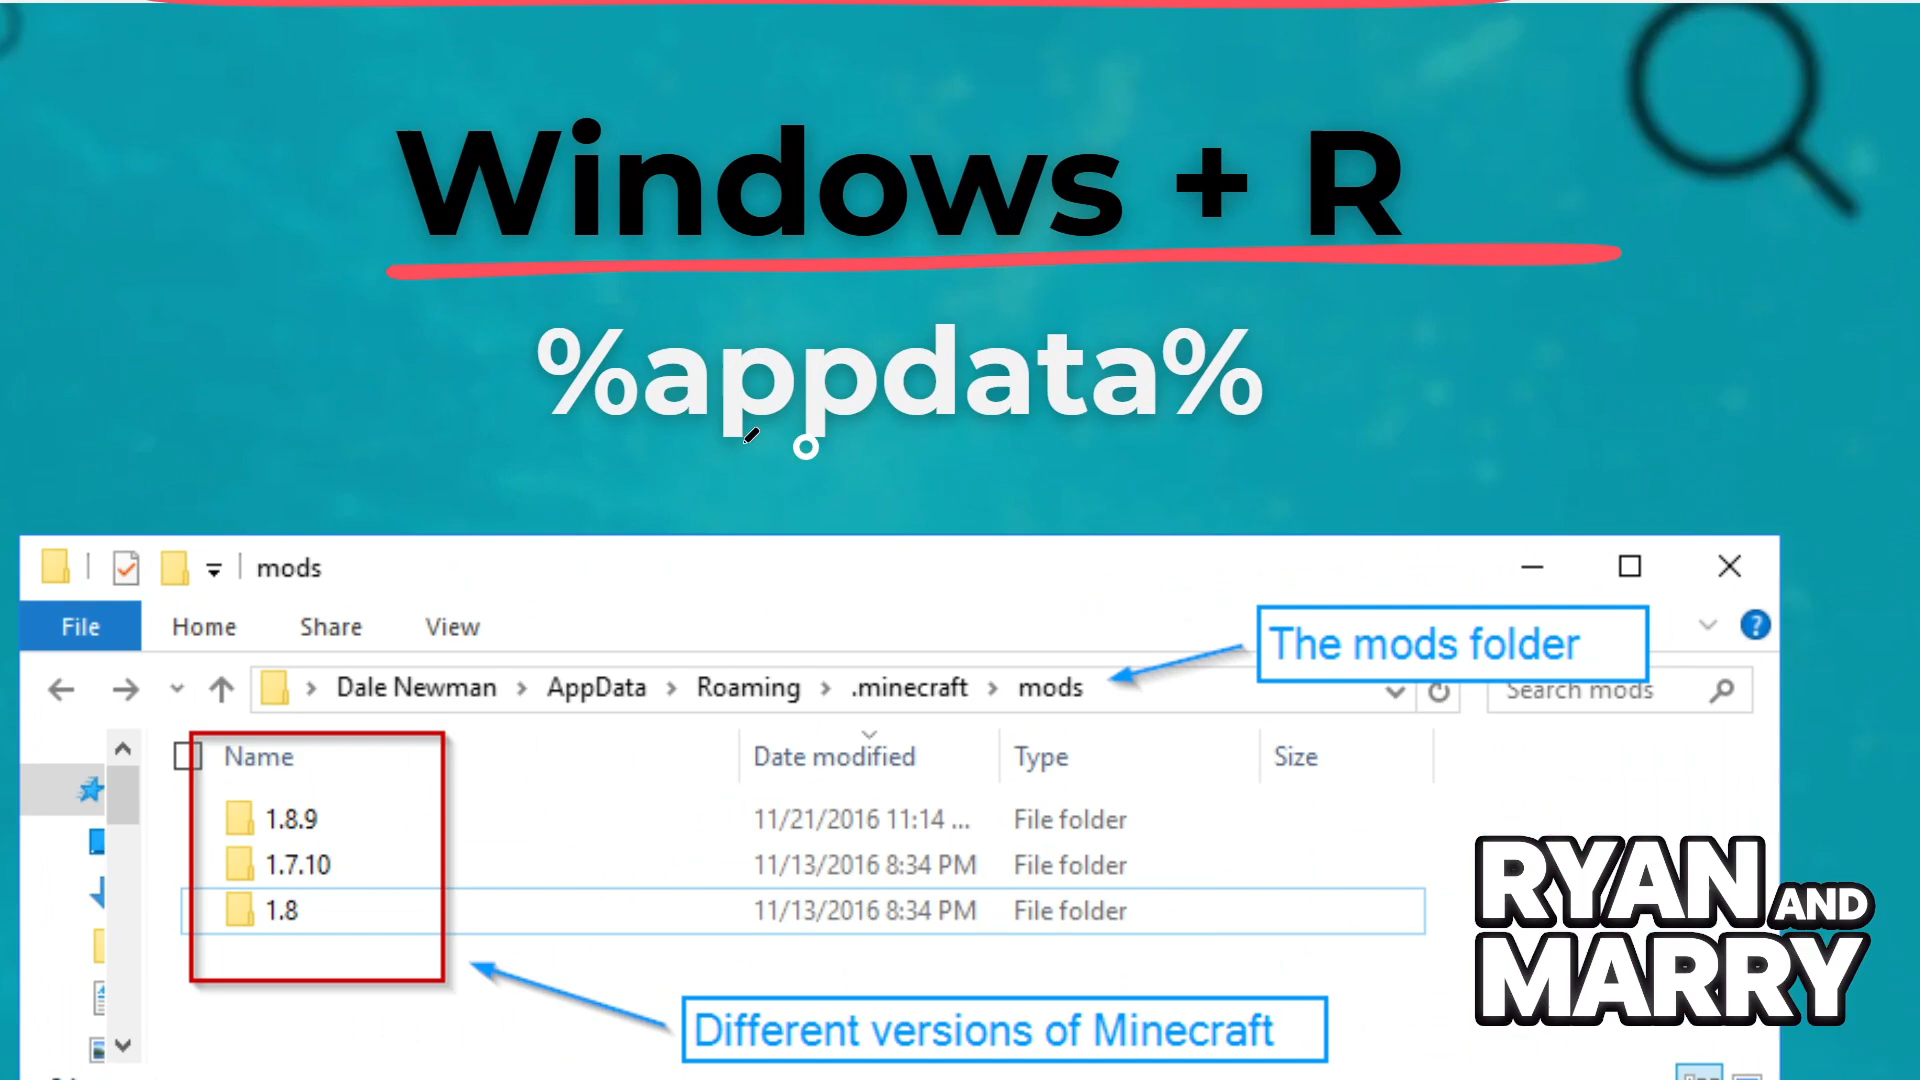 Windows + R
%appdata%
mods
File Home Share View
The mods folder
Dale Newman AppData Roaming .minecraft mods
Search mods
Name Date modified Type Size
1.8.9 11/21/2016 11:14 ... File folder
1.7.10 11/13/2016 8:34 PM File folder
1.8 11/13/2016 8:34 PM File folder
Different versions of Minecraft
RYAN AND
MARRY